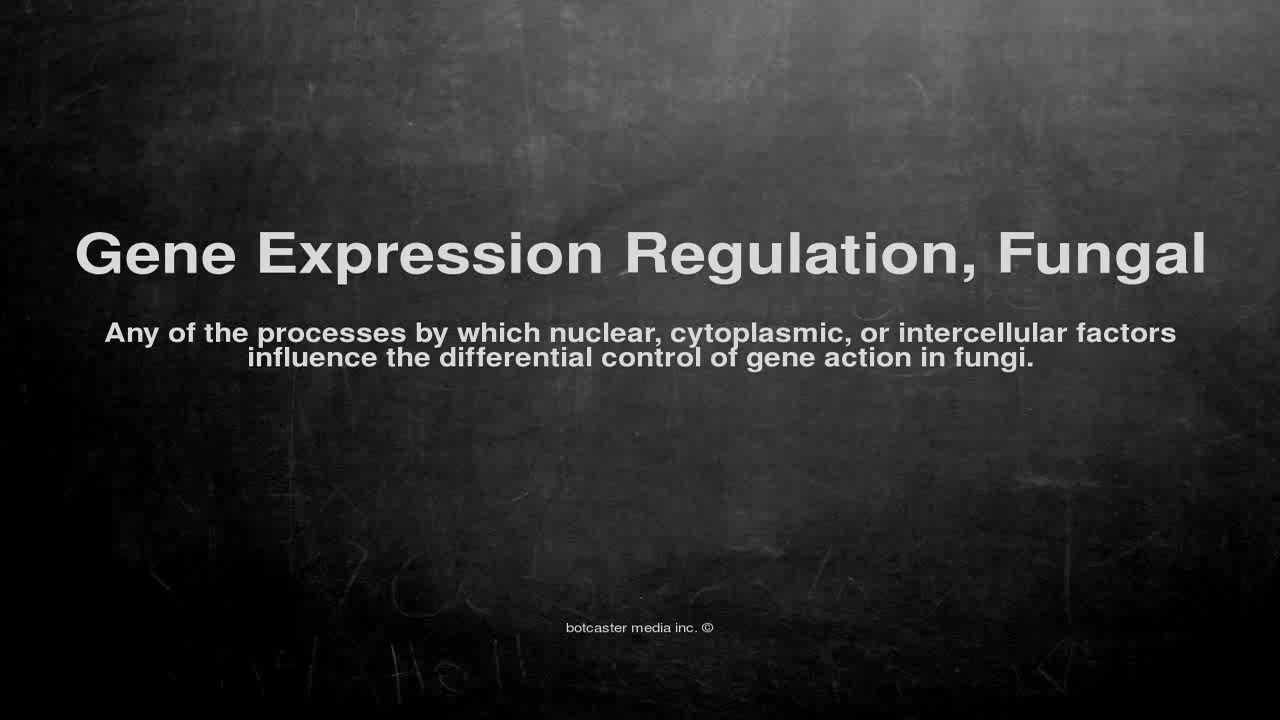 Gene Expression Regulation, Fungal
Any of the processes by which nuclear, cytoplasmic, or intercellular factors
influence the differential control of gene action in fungi.
botcaster media inc. ©